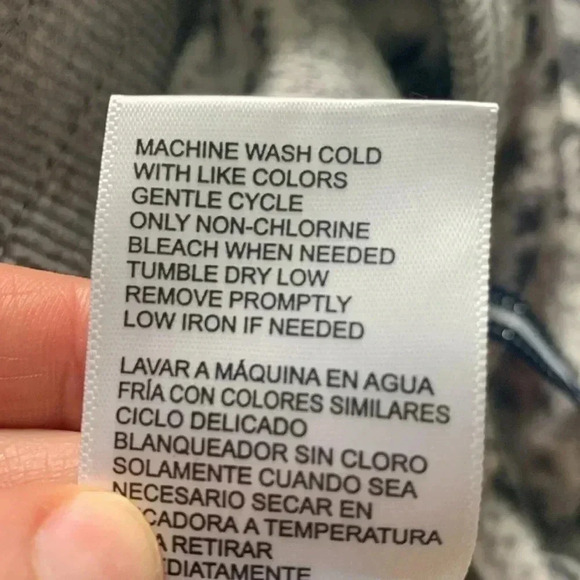 MACHINE WASH COLD
WITH LIKE COLORS
GENTLE CYCLE
ONLY NON-CHLORINE
BLEACH WHEN NEEDED
TUMBLE DRY LOW
REMOVE PROMPTLY
LOW IRON IF NEEDED
LAVAR A MÁQUINA EN AGUA
FRÍA CON COLORES SIMILARES
CICLO DELICADO
BLANQUEADOR SIN CLORO
SOLAMENTE CUANDO SEA
NECESARIO SECAR EN
A TEMPERATURA
RETIRAR